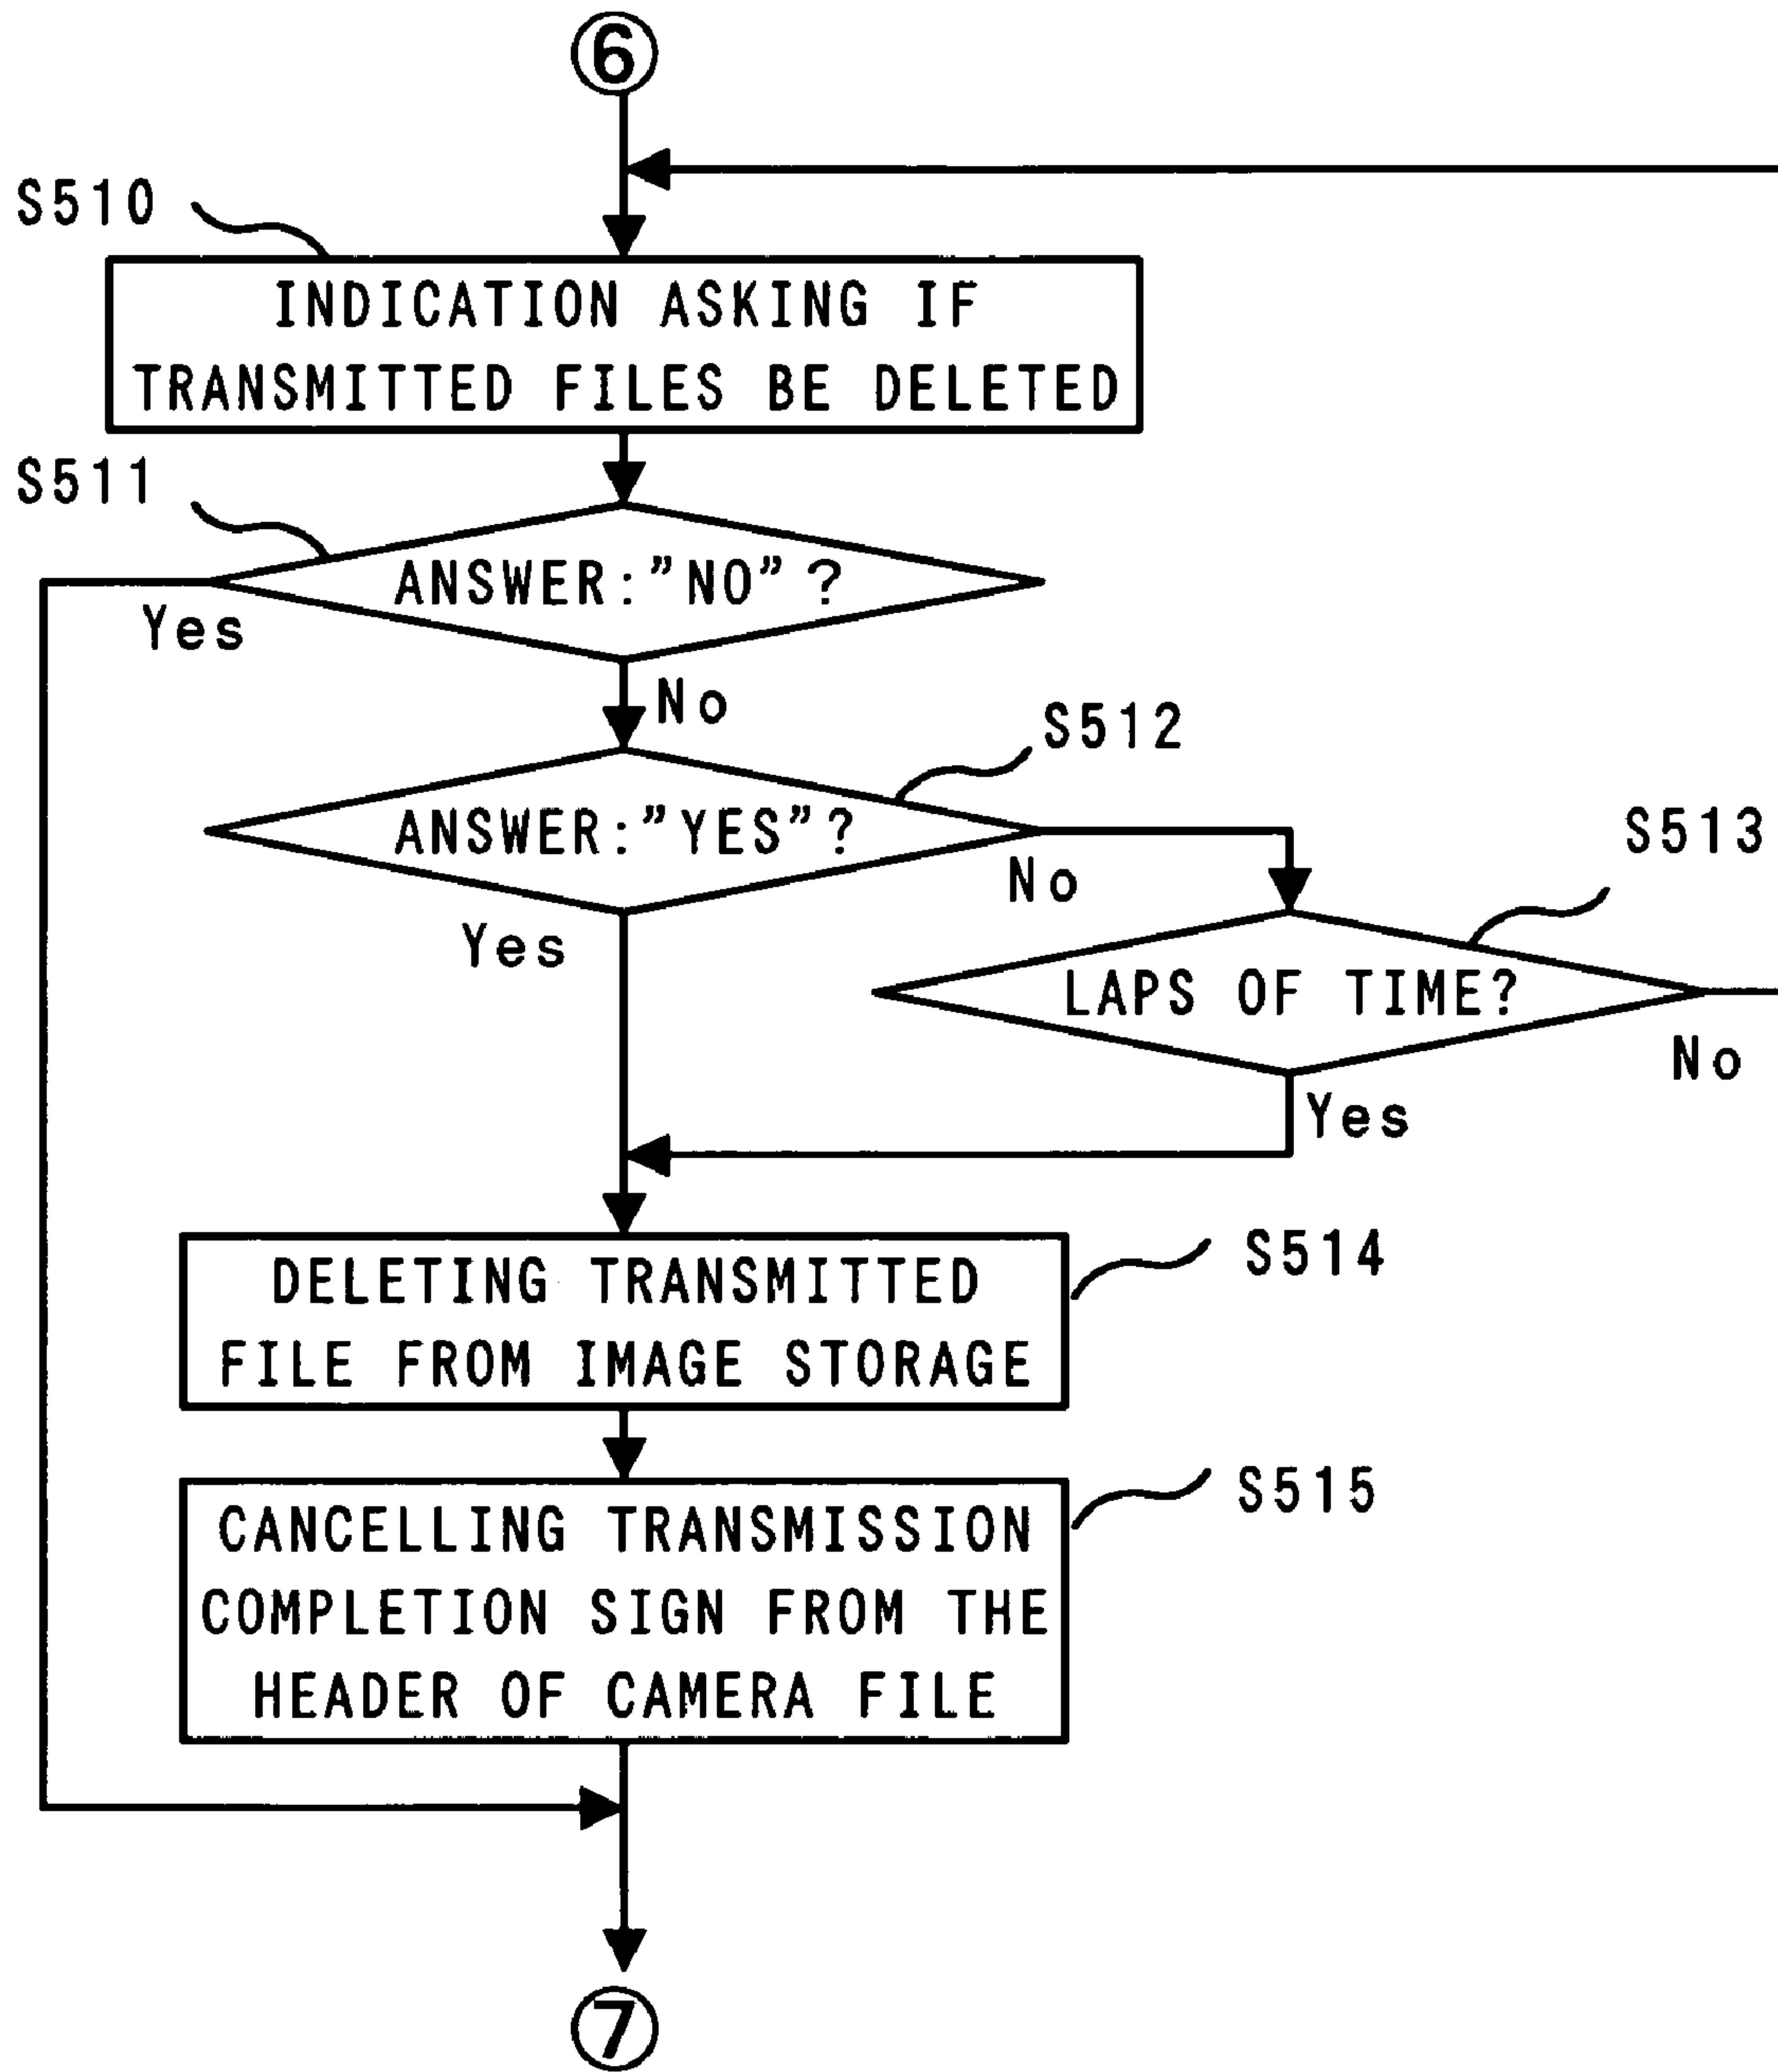 ⑥
S510
INDICATION ASKING IF
TRANSMITTED FILES BE DELETED
S511
ANSWER:”NO”?
Yes
No
S512
ANSWER:”YES”?
No
S513
Yes
LAPS OF TIME?
No
Yes
DELETING TRANSMITTED
FILE FROM IMAGE STORAGE
S514
CANCELLING TRANSMISSION
COMPLETION SIGN FROM THE
HEADER OF CAMERA FILE
S515
⑦